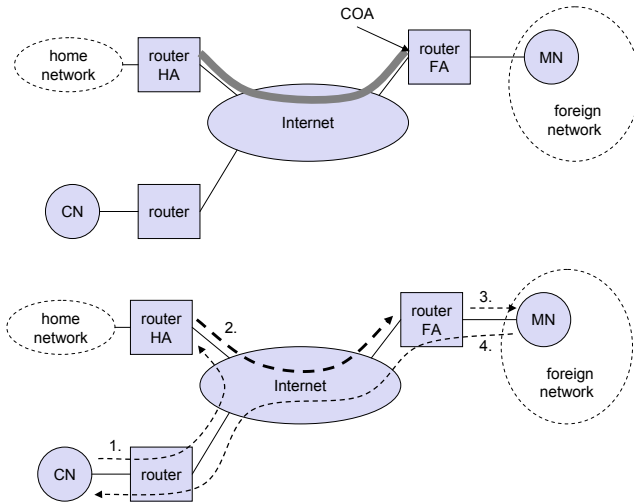 COA
home
network
router
HA
router
FA
MN
Internet
foreign
network
CN
router
home
network
router
HA
2.
router
FA
3.
MN
4.
Internet
foreign
network
1.
CN
router